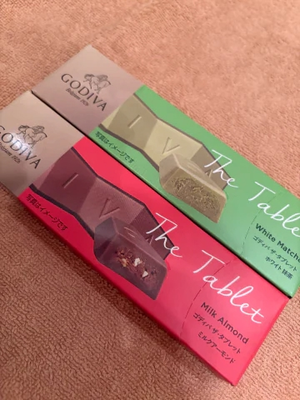 GODIVA
Belgium 1926
写真はイメージです
The Tablet
White Matcha
ゴディバ ザ・タブレット
ホワイト抹茶
GODIVA
写真はイメージです
The Tablet
Milk Almond
ゴディバ ザ・タブレット
ミルクアーモンド